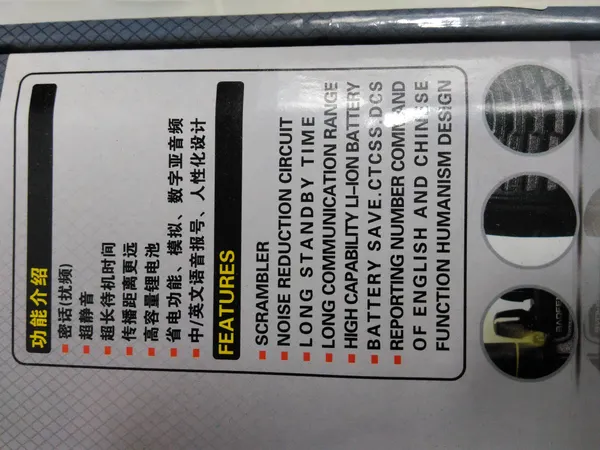 功能介绍
密话(扰频)
超静音
超长待机时间
传播距离更远
高容量锂电池
省电功能、模拟、数字亚音频
中/英文语音报号、人性化设计
FEATURES
SCRAMBLER
NOISE REDUCTION CIRCUIT
LONG STANDBY TIME
LONG COMMUNICATION RANGE
HIGH CAPABILITY LI-ION BATTERY
BATTERY SAVE.CTCSS.DCS
REPORTING NUMBER COMMAND
OF ENGLISH AND CHINESE
FUNCTION HUMANISM DESIGN